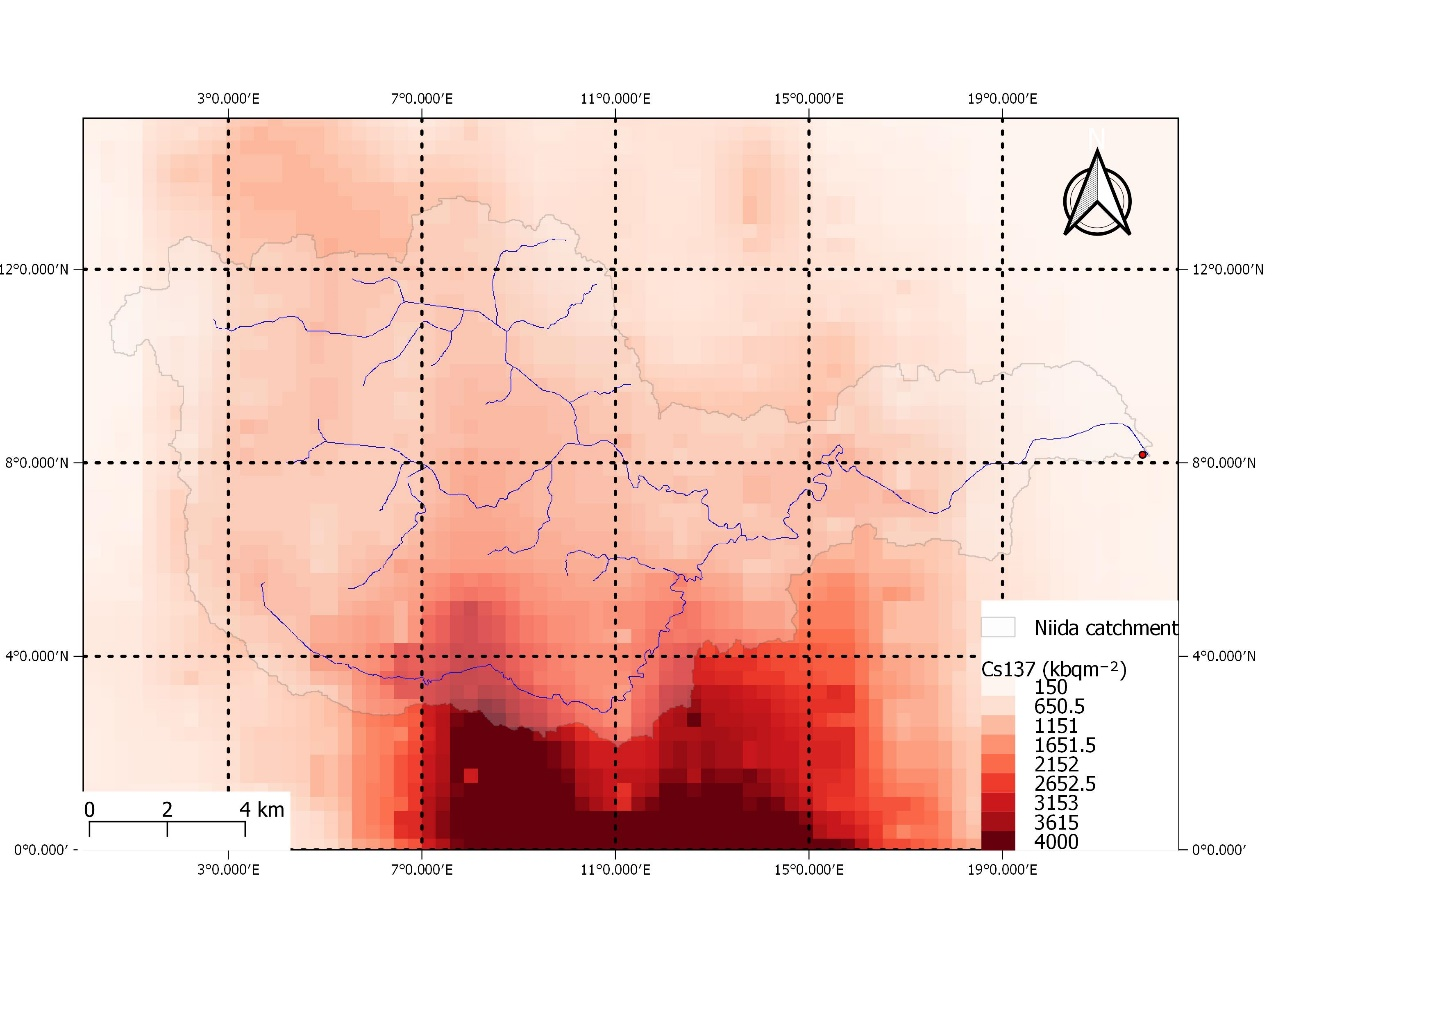 3°0.000′E 7°0.000′E 11°0.000′E 15°0.000′E 19°0.000′E
N
12°0.000′N 12°0.000′N
8°0.000′N 8°0.000′N
Niida catchment
4°0.000′N 4°0.000′N
Cs137 (kbqm⁻²)
150
650.5
1151
1651.5
2152
2652.5
3153
3615
4000
0 2 4 km
0°0.000′ 0°0.000′
3°0.000′E 7°0.000′E 11°0.000′E 15°0.000′E 19°0.000′E